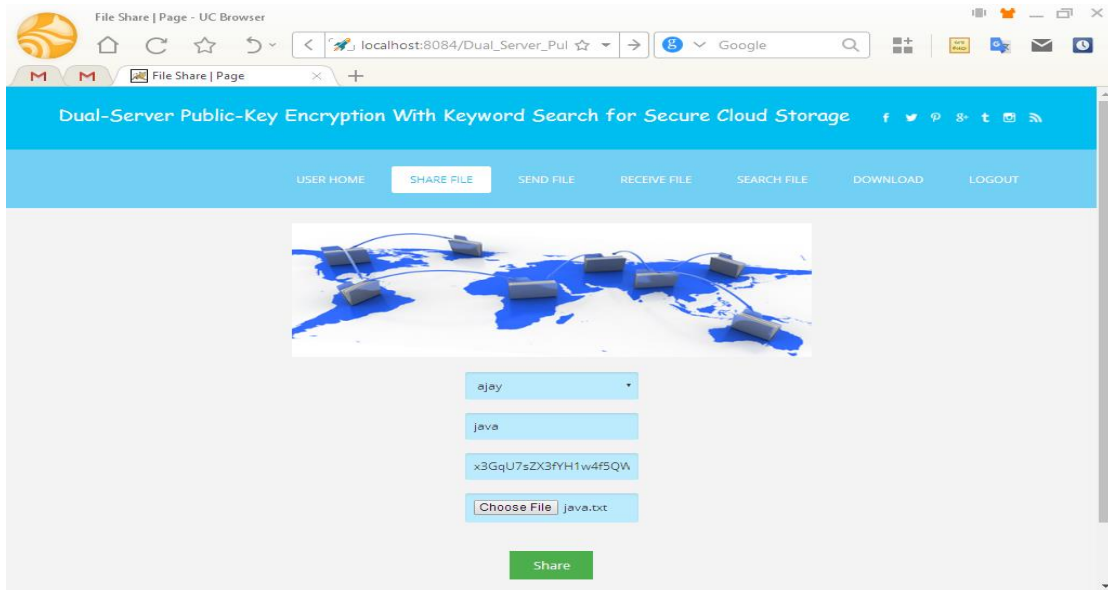 File Share | Page - UC Browser
localhost:8084/Dual_Server_Pul
Google
File Share | Page
Dual-Server Public-Key Encryption With Keyword Search for Secure Cloud Storage
USER HOME SHARE FILE SEND FILE RECEIVE FILE SEARCH FILE DOWNLOAD LOGOUT
ajay
java
x3GqU7sZX3fYH1w4f5QW
Choose File java.txt
Share